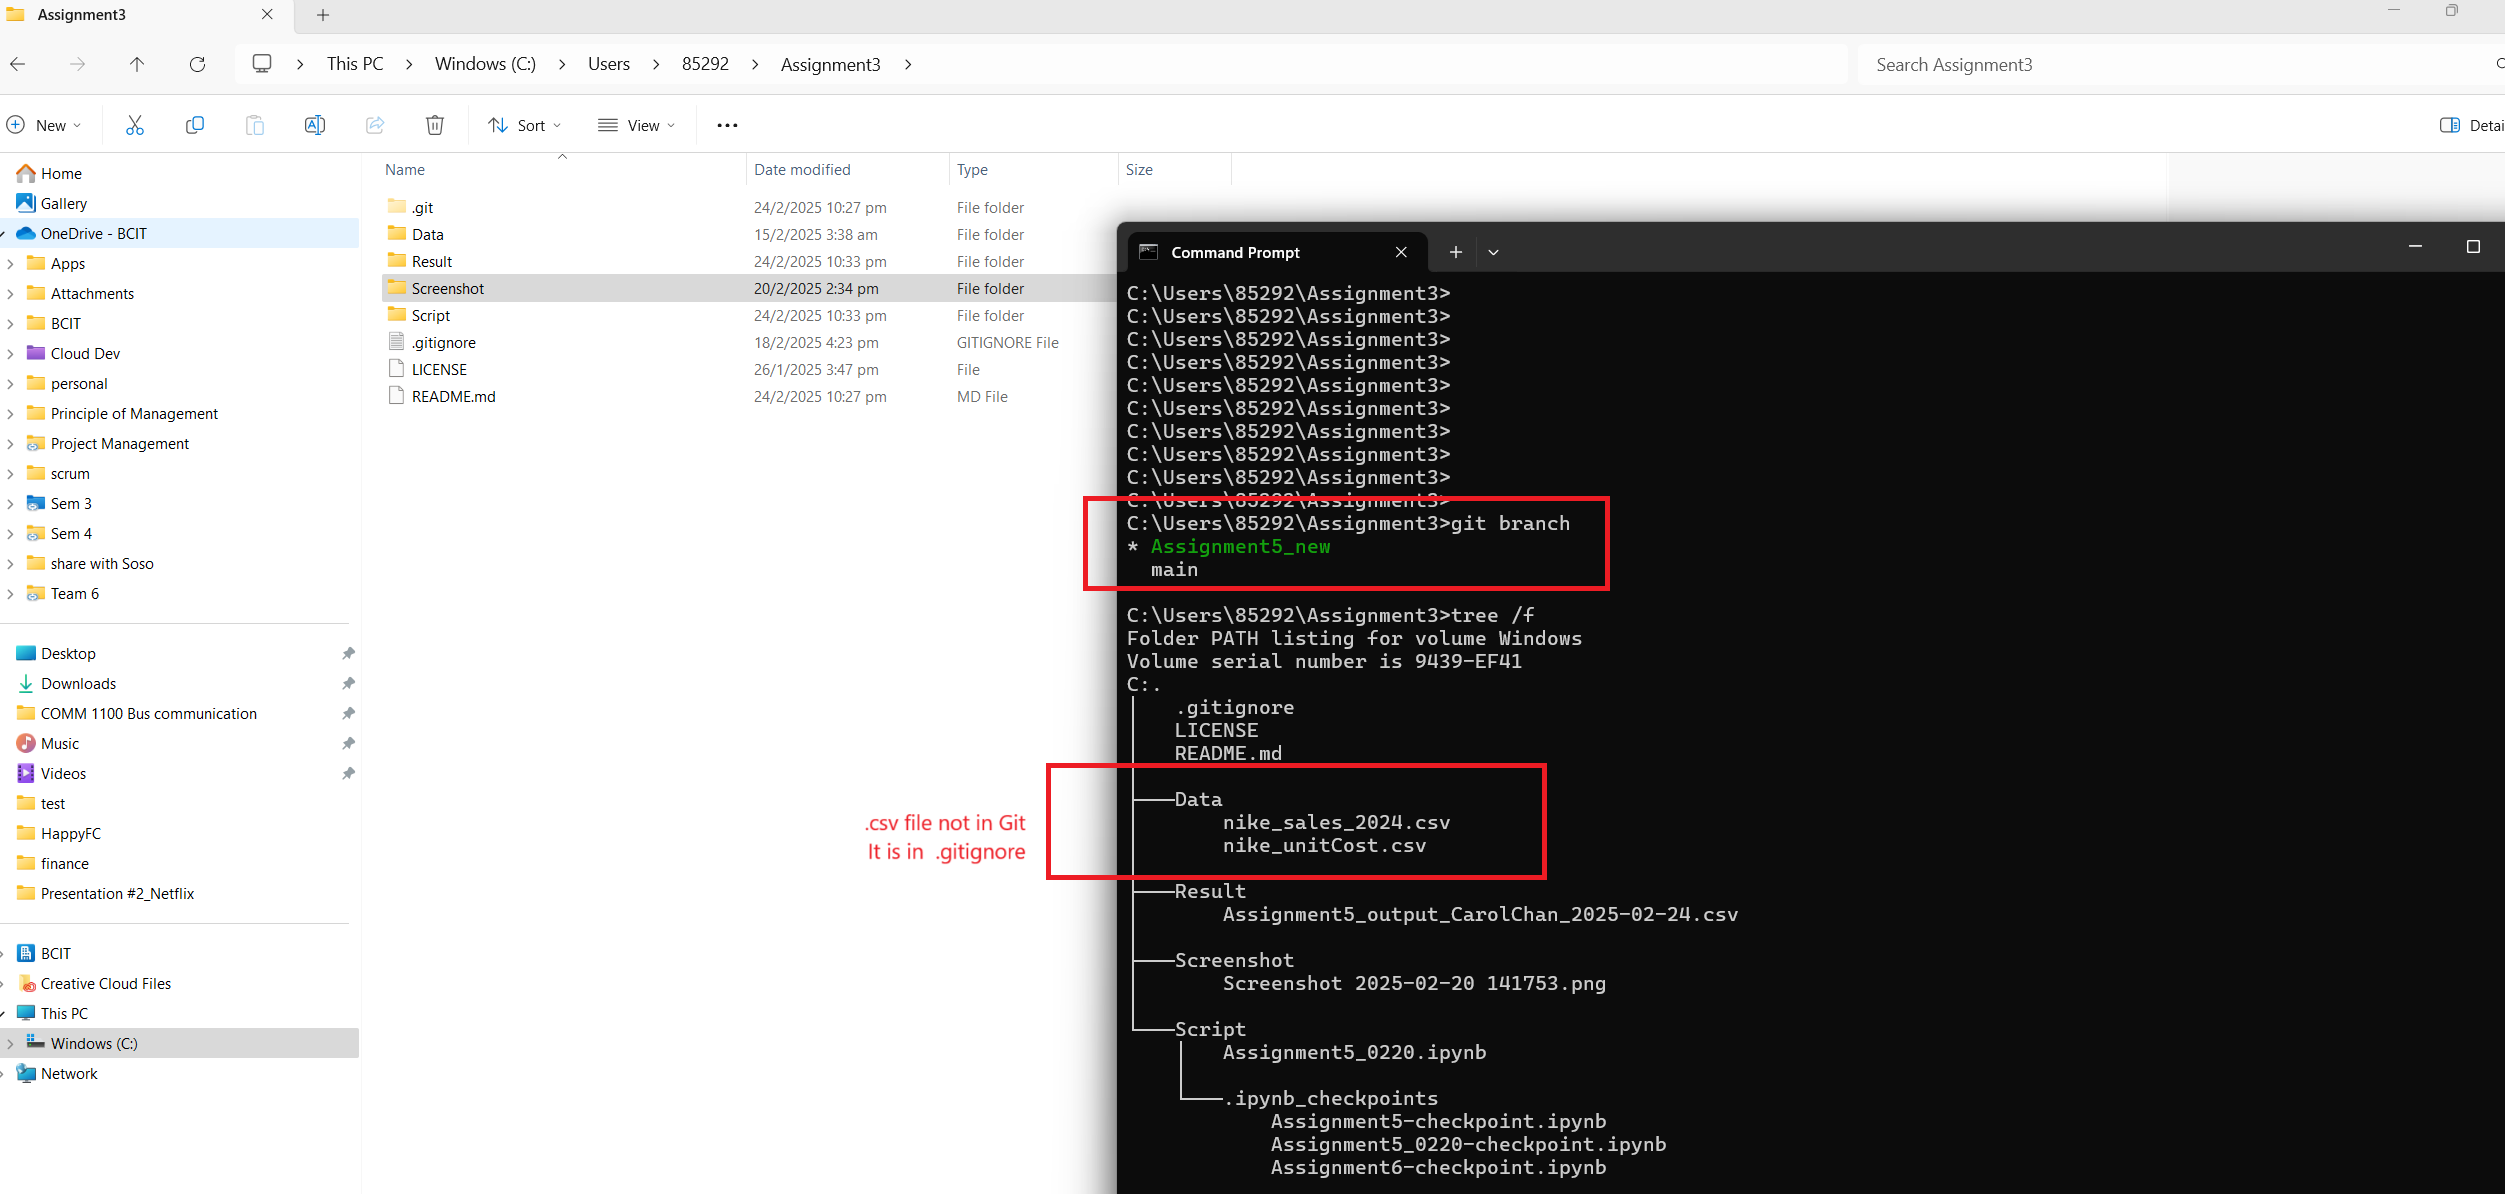 Assignment3
This PC
Windows (C:)
Users
85292
Assignment3
Search Assignment3
New
Sort
View
Home
Gallery
OneDrive - BCIT
Apps
Attachments
BCIT
Cloud Dev
personal
Principle of Management
Project Management
scrum
Sem 3
Sem 4
share with Soso
Team 6
Desktop
Downloads
COMM 1100 Bus communication
Music
Videos
test
HappyFC
finance
Presentation #2_Netflix
BCIT
Creative Cloud Files
This PC
Windows (C:)
Network
Name Date modified Type Size
.git 24/2/2025 10:27 pm File folder
Data 15/2/2025 3:38 am File folder
Result 24/2/2025 10:33 pm File folder
Screenshot 20/2/2025 2:34 pm File folder
Script 24/2/2025 10:33 pm File folder
.gitignore 18/2/2025 4:23 pm GITIGNORE File
LICENSE 26/1/2025 3:47 pm File
README.md 24/2/2025 10:27 pm MD File
.csv file not in Git
It is in .gitignore
Command Prompt
C:\Users\85292\Assignment3>
C:\Users\85292\Assignment3>
C:\Users\85292\Assignment3>
C:\Users\85292\Assignment3>
C:\Users\85292\Assignment3>
C:\Users\85292\Assignment3>
C:\Users\85292\Assignment3>
C:\Users\85292\Assignment3>
C:\Users\85292\Assignment3>
C:\Users\85292\Assignment3>
C:\Users\85292\Assignment3>git branch
* Assignment5_new
main
C:\Users\85292\Assignment3>tree /f
Folder PATH listing for volume Windows
Volume serial number is 9439-EF41
C:.
.gitignore
LICENSE
README.md
Data
nike_sales_2024.csv
nike_unitCost.csv
Result
Assignment5_output_CarolChan_2025-02-24.csv
Screenshot
Screenshot 2025-02-20 141753.png
Script
Assignment5_0220.ipynb
.ipynb_checkpoints
Assignment5-checkpoint.ipynb
Assignment5_0220-checkpoint.ipynb
Assignment6-checkpoint.ipynb